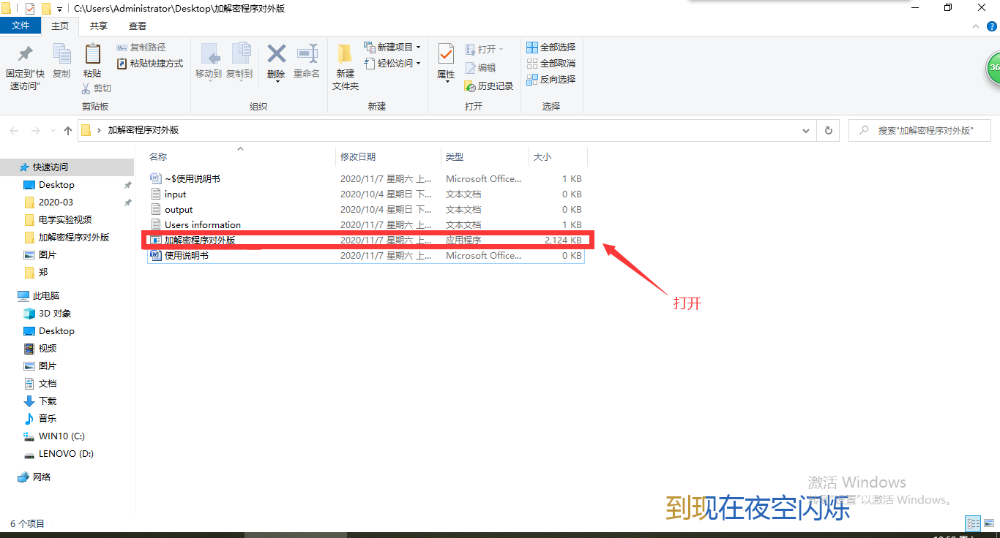 C:\Users\Administrator\Desktop\加解密程序对外版
文件 主页 共享 查看
固定到"快速访问"
复制
粘贴
复制路径
粘贴快捷方式
剪切
剪贴板
移动到
复制到
删除
重命名
组织
新建文件夹
新建项目
轻松访问
新建
属性
打开
编辑
历史记录
打开
全部选择
全部取消
反向选择
选择
36
加解密程序对外版
搜索"加解密程序对外版"
名称 修改日期 类型 大小
~$使用说明书 2020/11/7 星期六 上... Microsoft Office... 1 KB
input 2020/10/4 星期日 下... 文本文档 0 KB
output 2020/10/4 星期日 下... 文本文档 0 KB
Users information 2020/11/7 星期六 上... 文本文档 1 KB
加解密程序对外版 2020/11/7 星期六 上... 应用程序 2,124 KB
使用说明书 2020/11/7 星期六 上... Microsoft Office... 0 KB
打开
快速访问
Desktop
2020-03
电学实验视频
加解密程序对外版
图片
郑
此电脑
3D 对象
Desktop
视频
图片
文档
下载
音乐
WIN10 (C:)
LENOVO (D:)
网络
激活 Windows
转到"设置"以激活 Windows。
到现在夜空闪烁
6 个项目